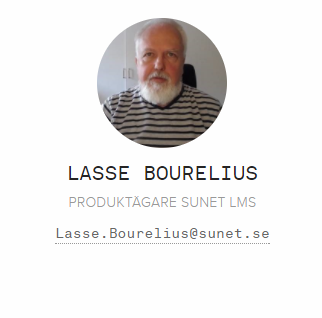 LASSE BOURELIUS
PRODUKTÄGARE SUNET LMS
Lasse.Bourelius@sunet.se